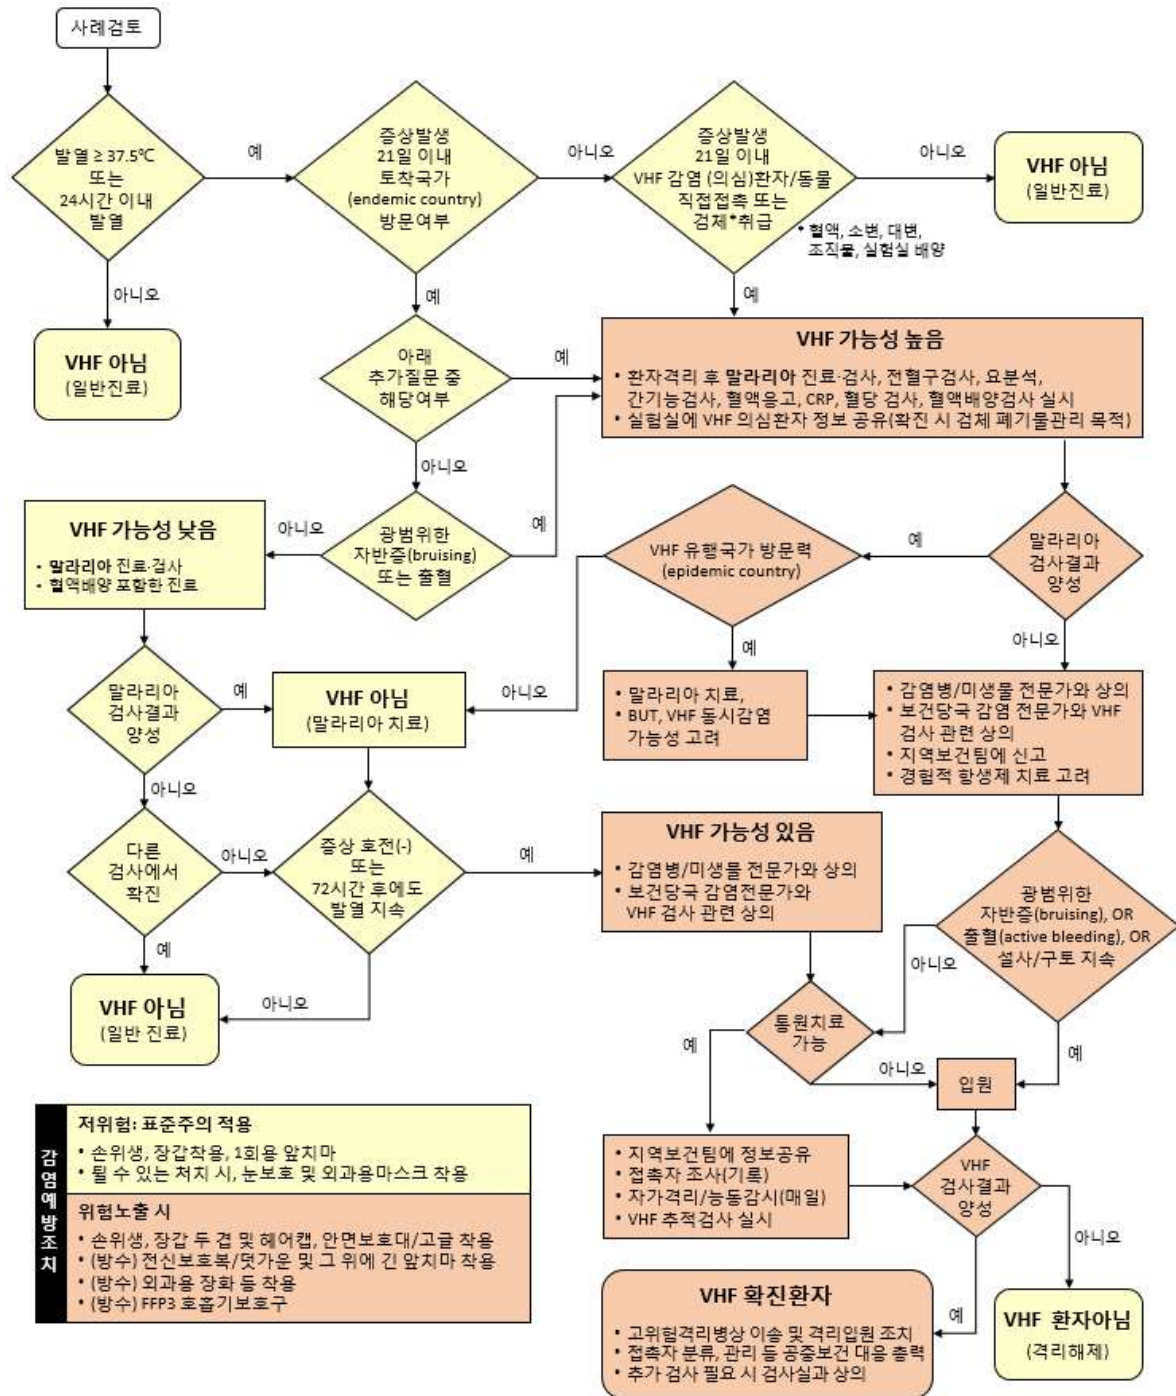 사례검토
발열 ≥ 37.5℃
또는
24시간 이내
발열
예
증상발생
21일 이내
토착국가
(endemic country)
방문여부
아니오
증상발생
21일 이내
VHF 감염 (의심)환자/동물
직접접촉 또는
검체*취급
* 혈액, 소변, 대변,
조직물, 실험실 배양
아니오
VHF 아님
(일반진료)
아니오
VHF 아님
(일반진료)
예
아래
추가질문 중
해당여부
예
예
VHF 가능성 높음
• 환자격리 후 말라리아 진료·검사, 전혈구검사, 요분석,
간기능검사, 혈액응고, CRP, 혈당 검사, 혈액배양검사 실시
• 실험실에 VHF 의심환자 정보 공유(확진 시 검체 폐기물관리 목적)
아니오
광범위한
자반증(bruising)
또는 출혈
예
아니오
VHF 가능성 낮음
• 말라리아 진료·검사
• 혈액배양 포함한 진료
VHF 유행국가 방문력
(epidemic country)
예
말라리아
검사결과
양성
아니오
예
아니오
말라리아
검사결과
양성
예
VHF 아님
(말라리아 치료)
• 말라리아 치료,
• BUT, VHF 동시감염
가능성 고려
• 감염병/미생물 전문가와 상의
• 보건당국 감염 전문가와 VHF
검사 관련 상의
• 지역보건팀에 신고
• 경험적 항생제 치료 고려
아니오
다른
검사에서
확진
아니오
증상 호전(-)
또는
72시간 후에도
발열 지속
예
VHF 가능성 있음
• 감염병/미생물 전문가와 상의
• 보건당국 감염전문가와
VHF 검사 관련 상의
광범위한
자반증(bruising), OR
출혈(active bleeding), OR
설사/구토 지속
예
아니오
VHF 아님
(일반 진료)
아니오
통원치료
가능
예
아니오
예
입원
• 지역보건팀에 정보공유
• 접촉자 조사(기록)
• 자가격리/능동감시(매일)
• VHF 추적검사 실시
VHF
검사결과
양성
예
아니오
VHF 확진환자
• 고위험격리병상 이송 및 격리입원 조치
• 접촉자 분류, 관리 등 공중보건 대응 총력
• 추가 검사 필요 시 검사실과 상의
VHF 환자아님
(격리해제)
감염예방조치
저위험: 표준주의 적용
• 손위생, 장갑착용, 1회용 앞치마
• 튈 수 있는 처치 시, 눈보호 및 외과용마스크 착용
위험노출 시
• 손위생, 장갑 두 겹 및 헤어캡, 안면보호대/고글 착용
• (방수) 전신보호복/덧가운 및 그 위에 긴 앞치마 착용
• (방수) 외과용 장화 등 착용
• (방수) FFP3 호흡기보호구